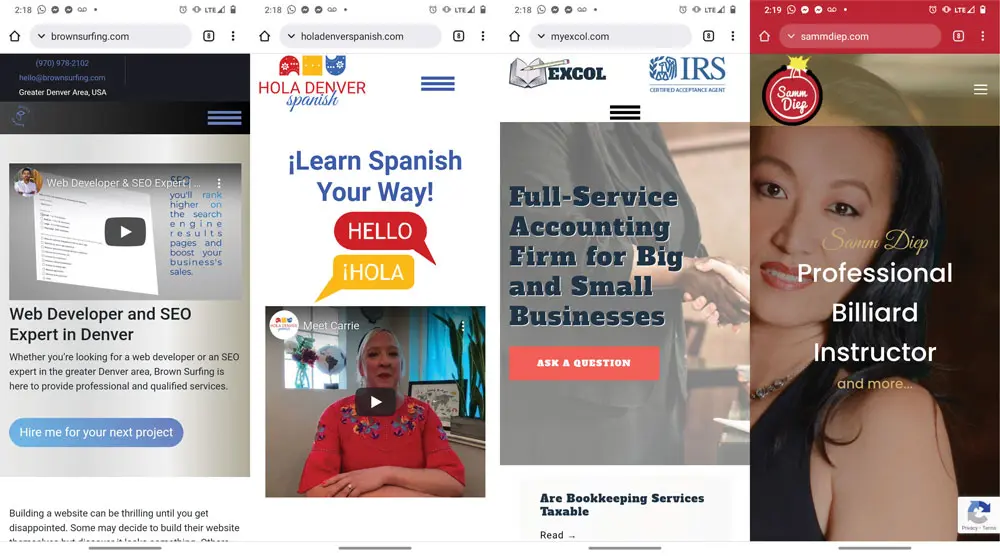 2:18
LTE
8
brownsurfing.com
(970) 978-2102
hello@brownsurfing.com
Greater Denver Area, USA
Web Developer & SEO Expert | ...
SEO
you'll rank
higher on
the search
engine
results
pages and
boost your
business's
sales.
Web Developer and SEO
Expert in Denver
Whether you're looking for a web developer or an SEO
expert in the greater Denver area, Brown Surfing is
here to provide professional and qualified services.
Hire me for your next project
Building a website can be thrilling until you get
disappointed. Some may decide to build their website
2:18
LTE
holadenverspanish.com
8
HOLA DENVER
spanish
¡Learn Spanish
Your Way!
HELLO
¡HOLA
HOLA DENVER
Meet Carrie
2:18
LTE
myexcol.com
8
EXCOL
IRS
CERTIFIED ACCEPTANCE AGENT
Full-Service
Accounting
Firm for Big
and Small
Businesses
ASK A QUESTION
Are Bookkeeping Services
Taxable
Read →
2:19
LTE
sammdiep.com
8
Samm
Diep
Samm Diep
Professional
Billiard
Instructor
and more...
Privacy - Terms